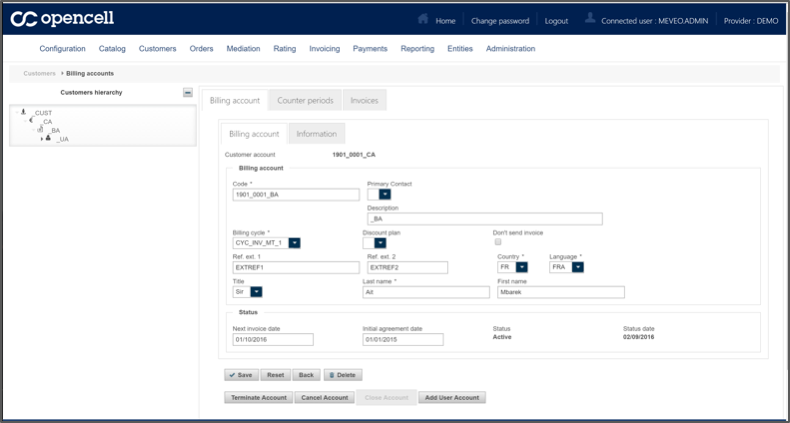 opencell
Home Change password Logout Connected user : MEVEO.ADMIN Provider : DEMO
Configuration Catalog Customers Orders Mediation Rating Invoicing Payments Reporting Entities Administration
Customers Billing accounts
Customers hierarchy
_CUST
_CA
_BA
_UA
Billing account Counter periods Invoices
Billing account Information
Customer account 1901_0001_CA
Billing account
Code * Primary Contact
1901_0001_BA
Description
_BA
Billing cycle * Discount plan Don't send invoice
CYC_INV_MT_1
Ref. ext. 1 Ref. ext. 2 Country * Language *
EXTREF1 EXTREF2 FR FRA
Title Last name * First name
Sir Ait Mbarek
Status
Next invoice date Initial agreement date Status Status date
01/10/2016 01/01/2015 Active 02/09/2016
Save Reset Back Delete
Terminate Account Cancel Account Close Account Add User Account